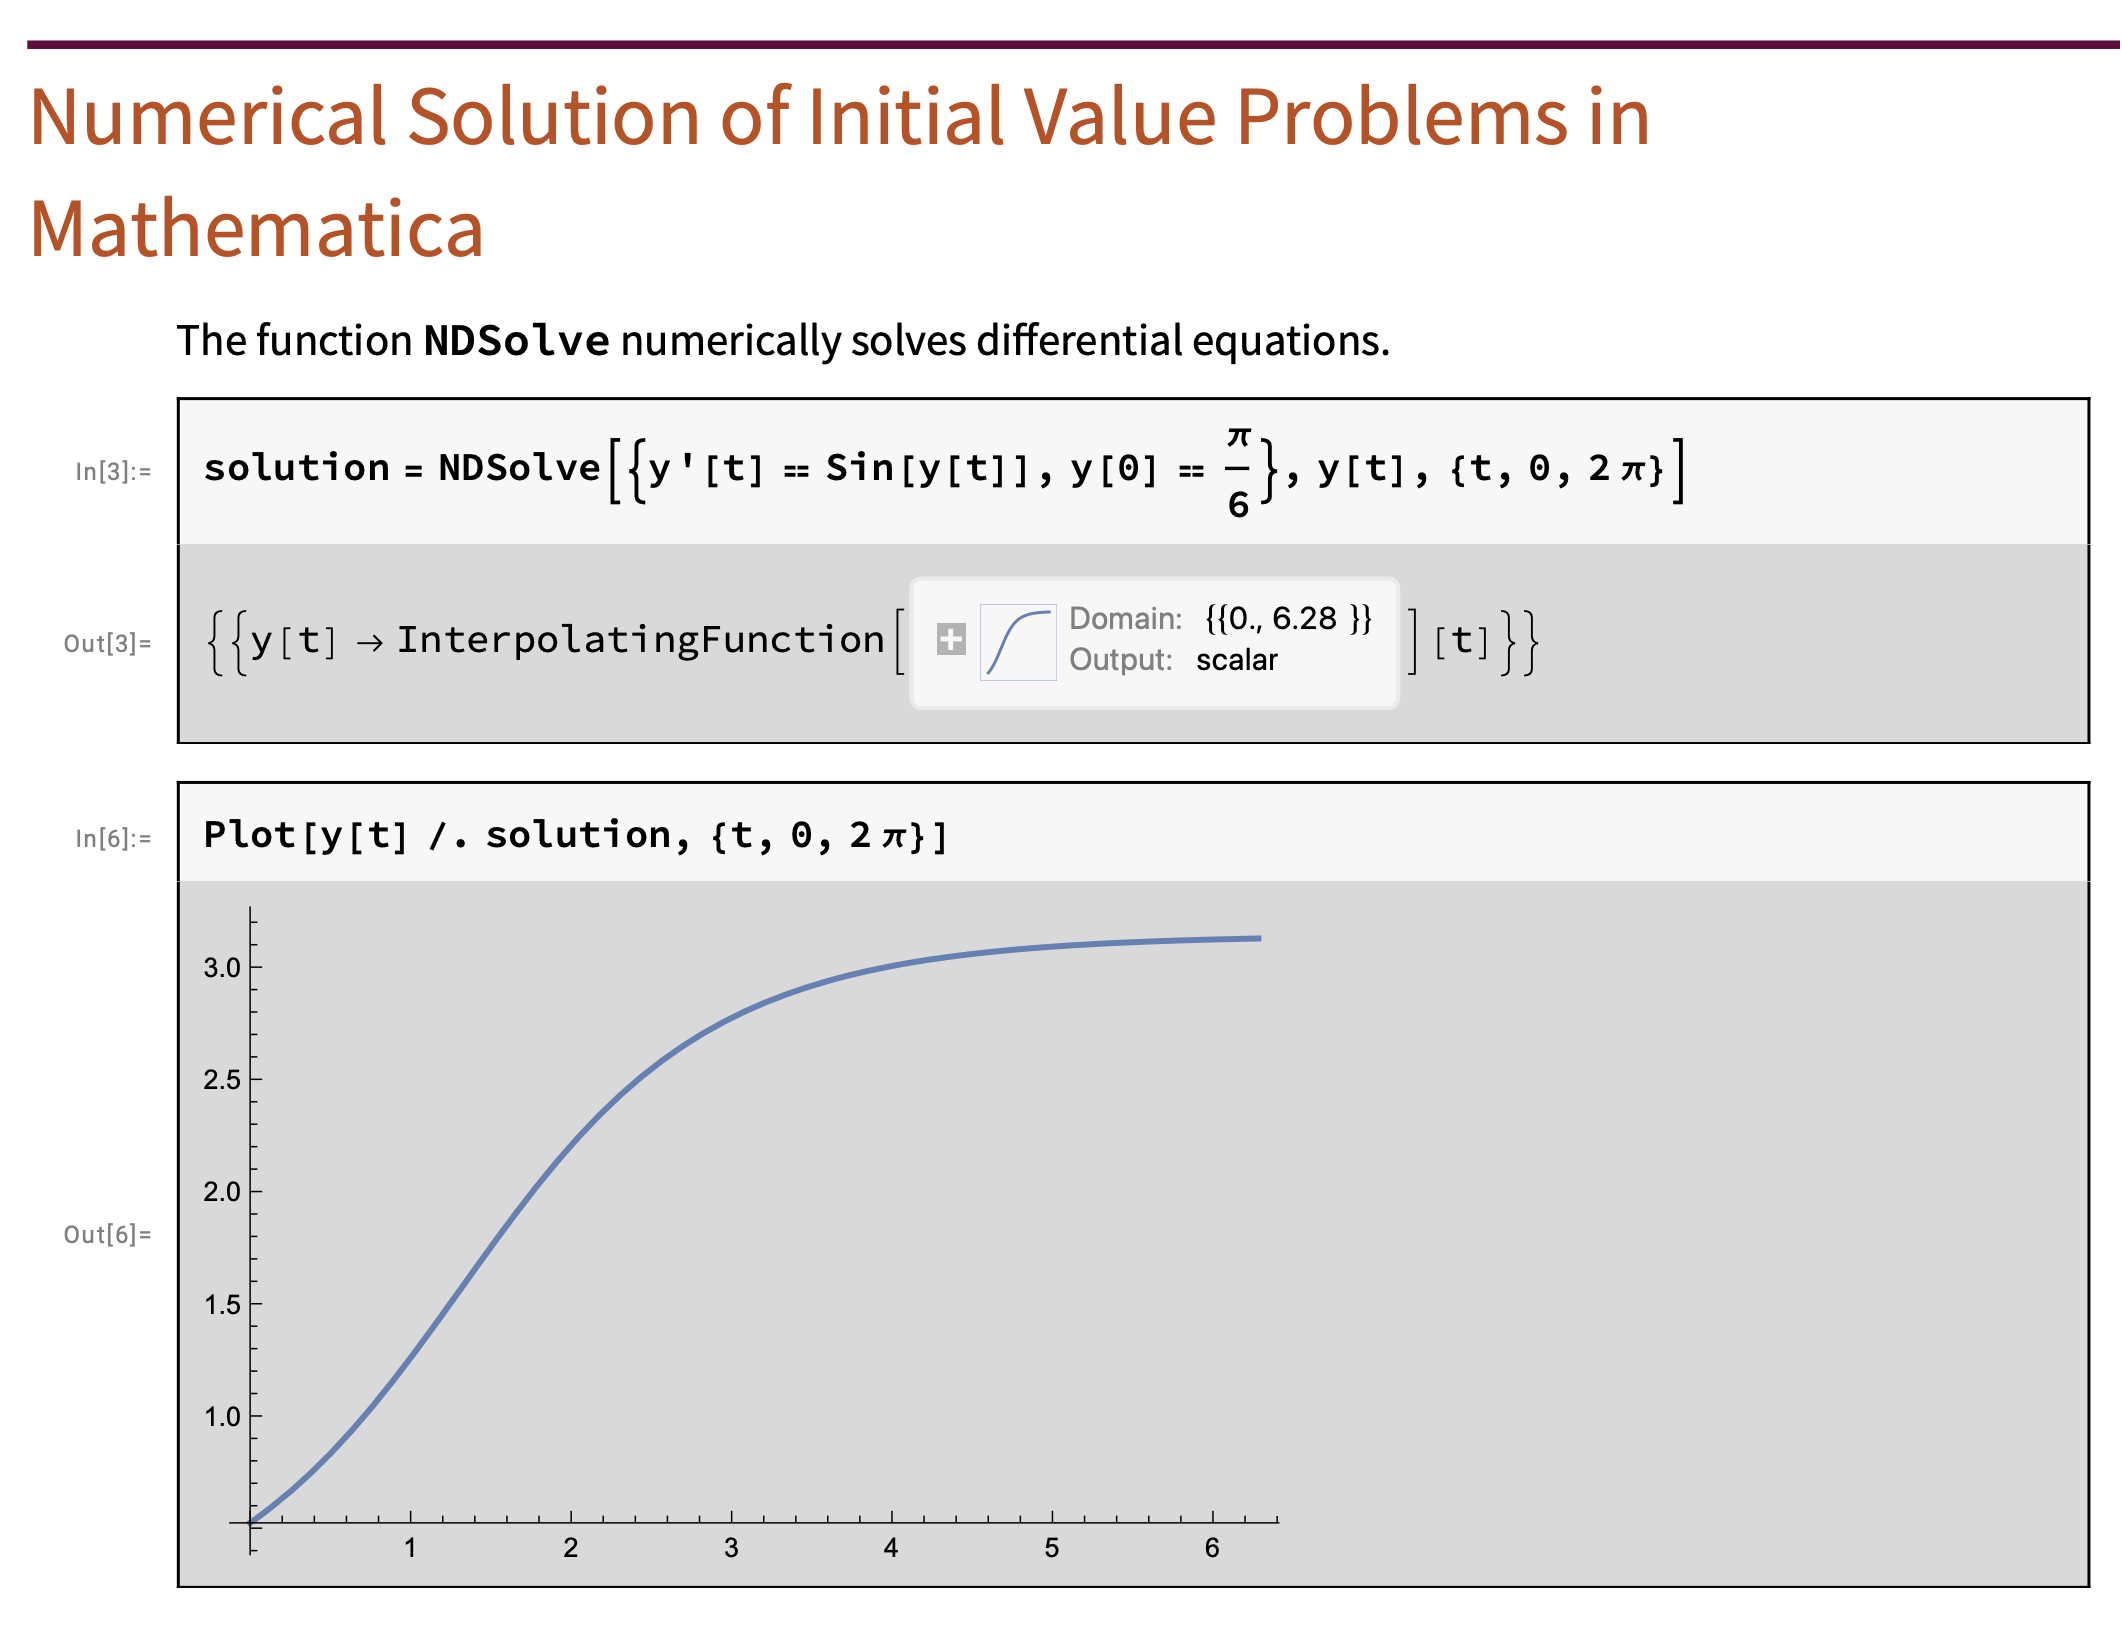 Numerical Solution of Initial Value Problems in
Mathematica
The function NDSolve numerically solves differential equations.
In[3]:= solution = NDSolve[{y'[t] == Sin[y[t]], y[0] == π/6}, y[t], {t, 0, 2 π}]
Out[3]= {{y[t] → InterpolatingFunction[ Domain: {{0., 6.28 }} Output: scalar ][t]}}
In[6]:= Plot[y[t] /. solution, {t, 0, 2 π}]
Out[6]=
3.0
2.5
2.0
1.5
1.0
1 2 3 4 5 6